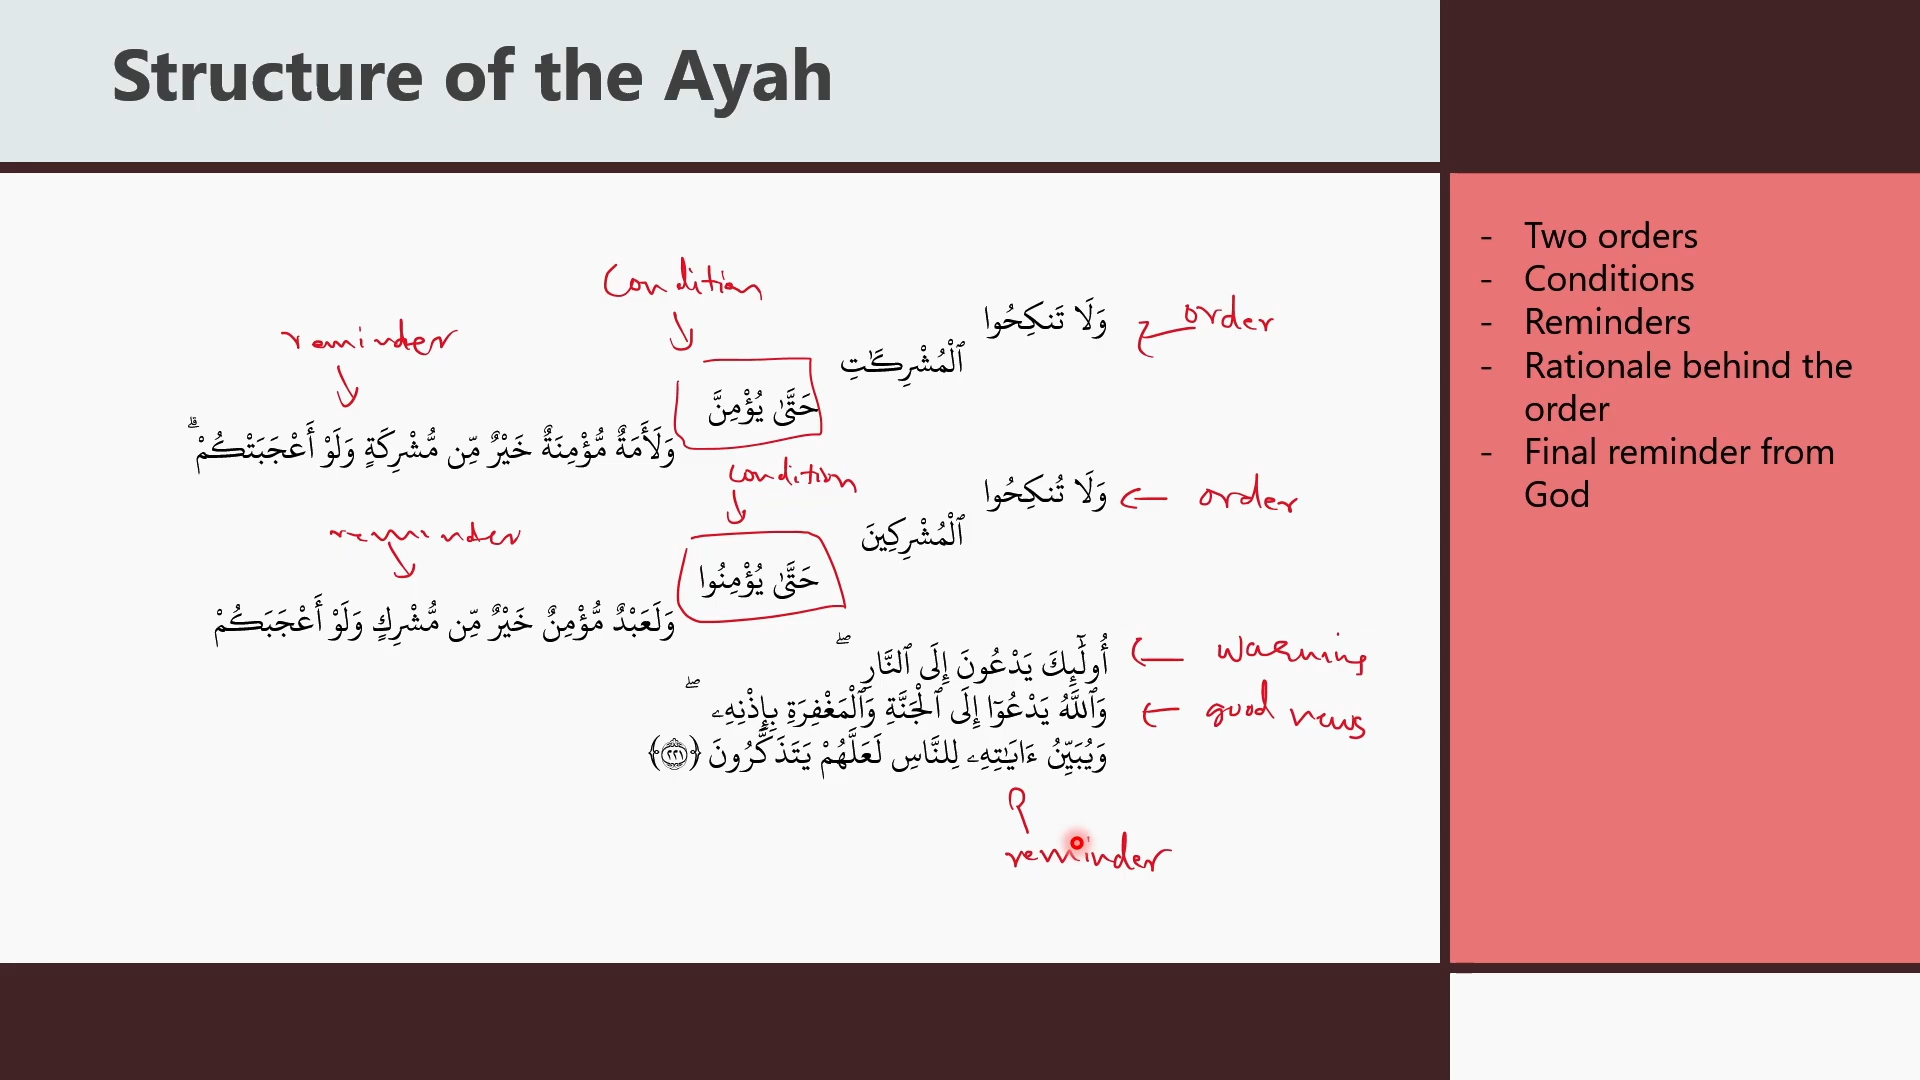 Structure of the Ayah
condition
وَلَا تَنكِحُوا
order
reminder
ٱلْمُشْرِكَٰتِ
حَتَّىٰ يُؤْمِنَّ
وَلَأَمَةٌ مُّؤْمِنَةٌ خَيْرٌ مِّن مُّشْرِكَةٍ وَلَوْ أَعْجَبَتْكُمْ ۗ
condition
وَلَا تُنكِحُوا
order
reminder
ٱلْمُشْرِكِينَ
حَتَّىٰ يُؤْمِنُوا
وَلَعَبْدٌ مُّؤْمِنٌ خَيْرٌ مِّن مُّشْرِكٍ وَلَوْ أَعْجَبَكُمْ ۗ
أُولَٰٓئِكَ يَدْعُونَ إِلَى ٱلنَّارِ ۖ
warning
وَٱللَّهُ يَدْعُوٓا إِلَى ٱلْجَنَّةِ وَٱلْمَغْفِرَةِ بِإِذْنِهِۦ ۖ
good news
وَيُبَيِّنُ ءَايَٰتِهِۦ لِلنَّاسِ لَعَلَّهُمْ يَتَذَكَّرُونَ ﴿٢٢١﴾
reminder
- Two orders
- Conditions
- Reminders
- Rationale behind the
order
- Final reminder from
God